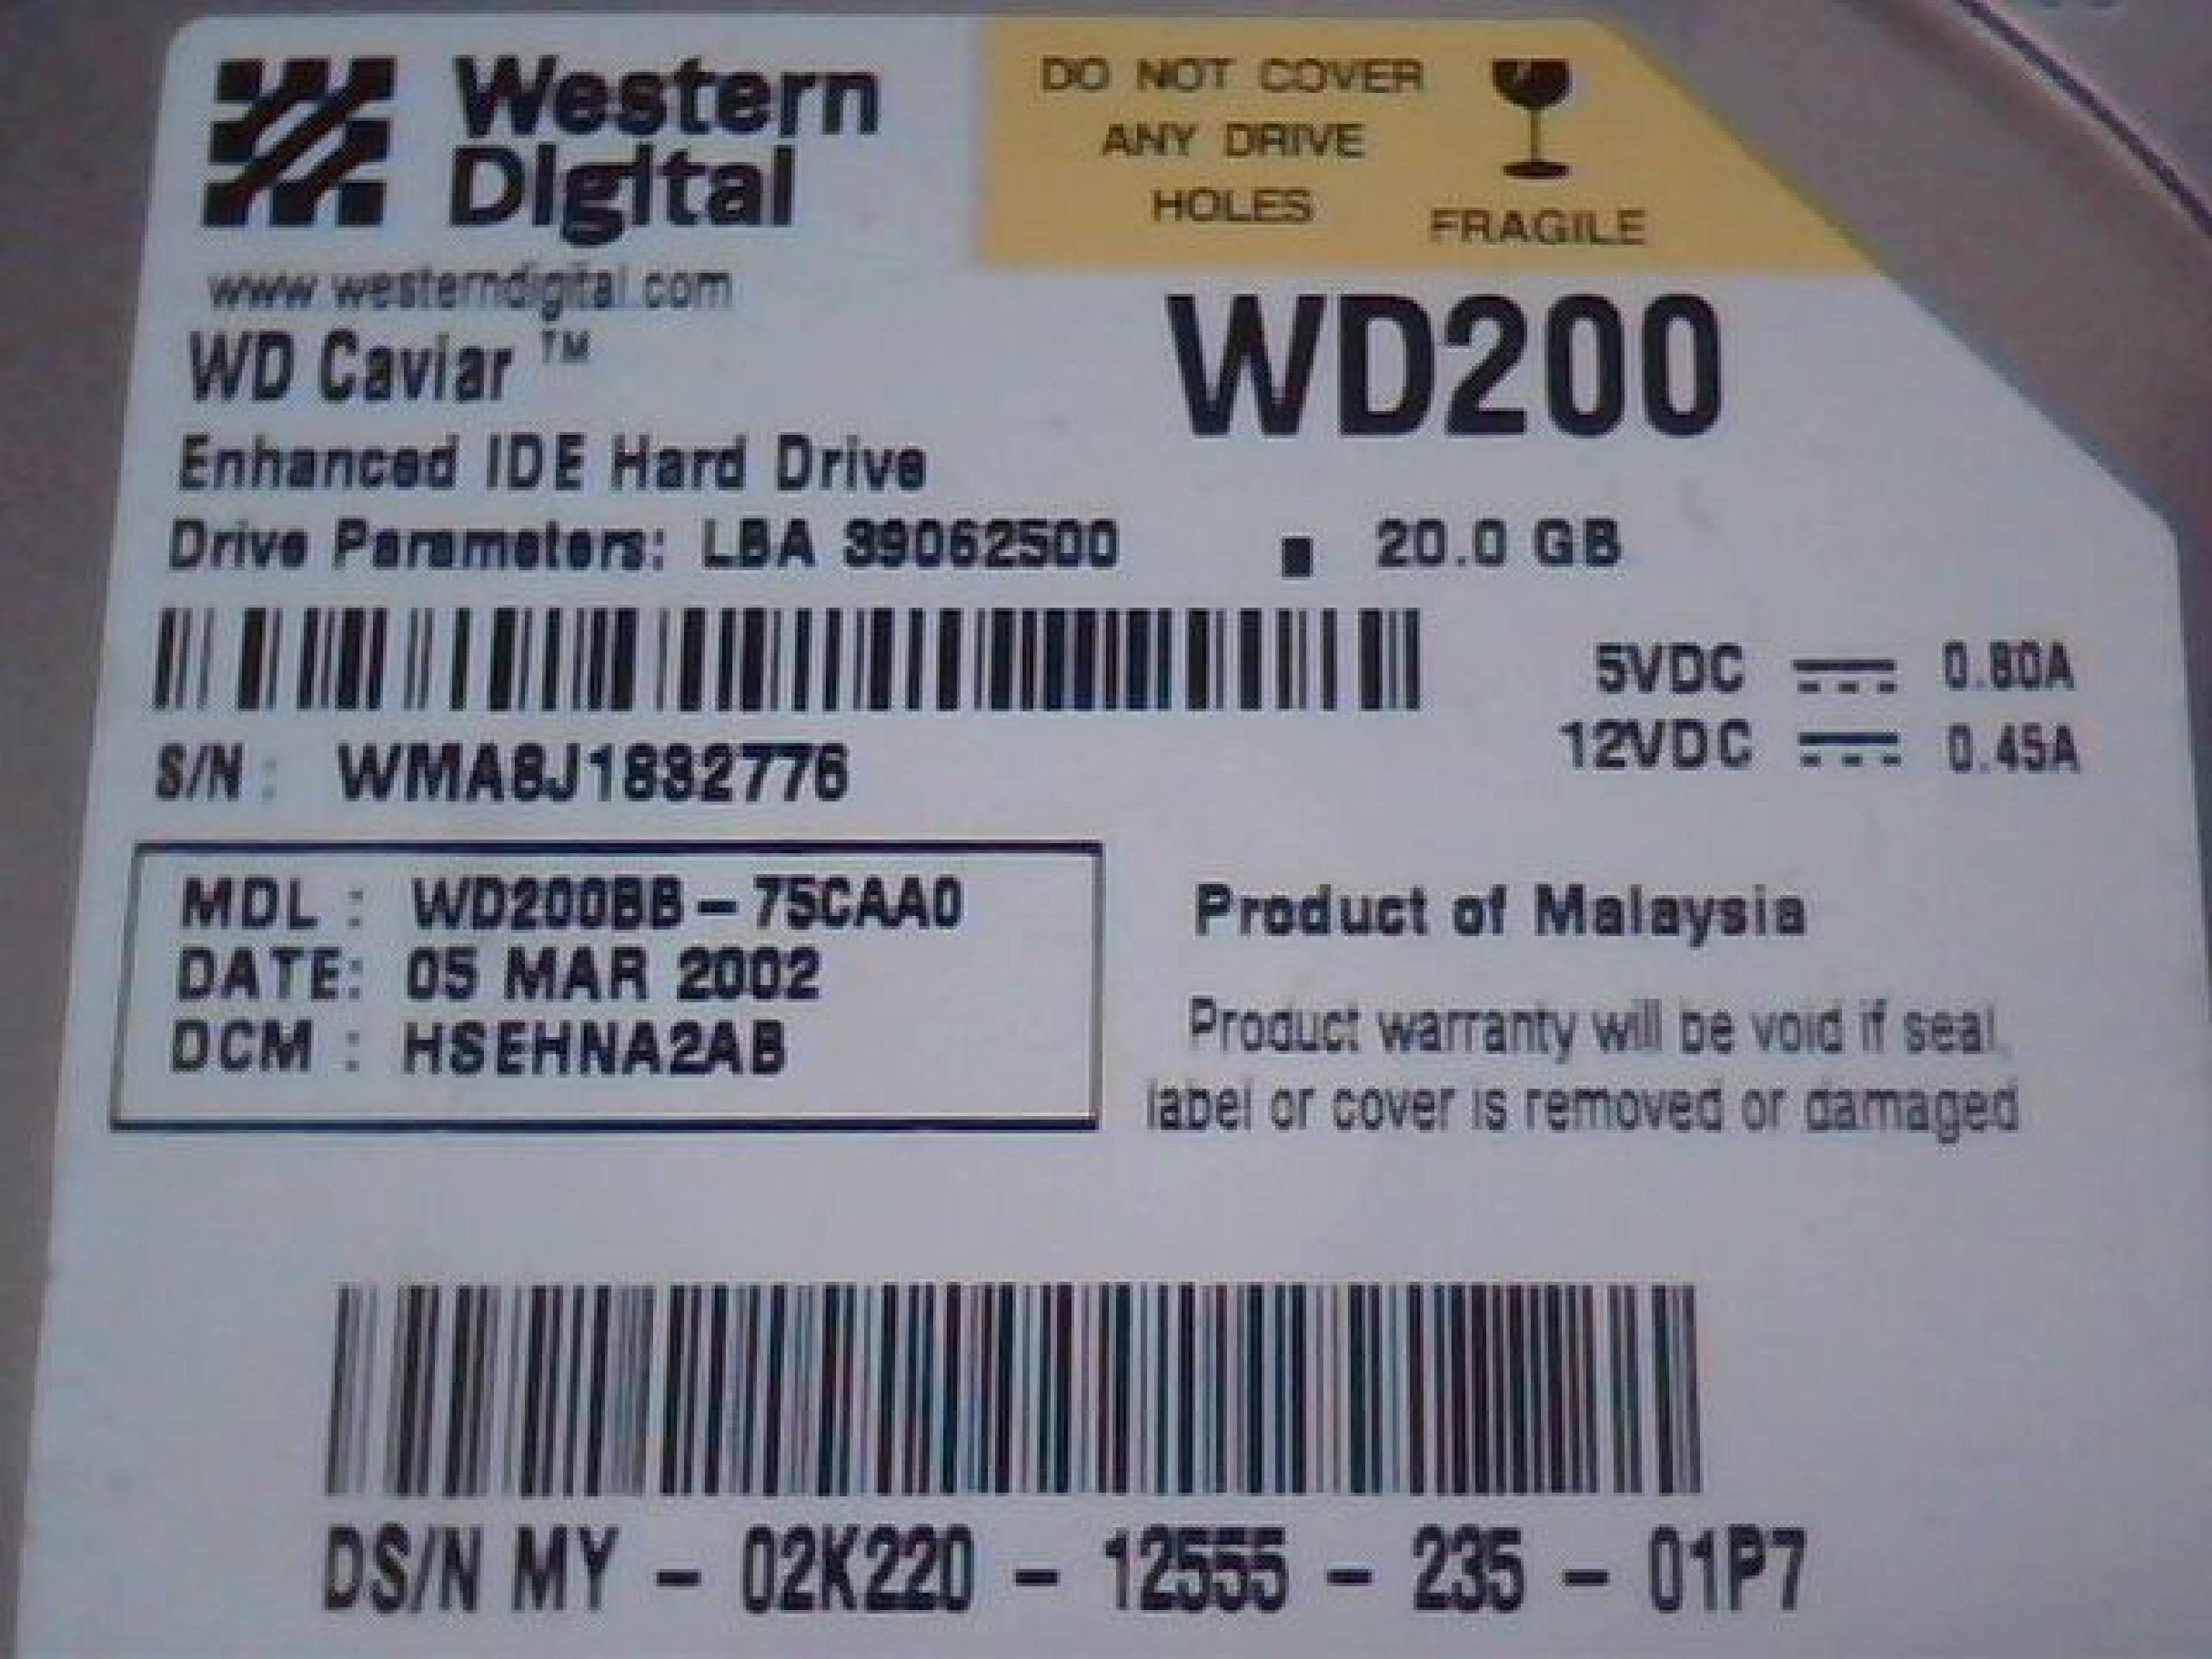 Western
Digital
DO NOT COVER
ANY DRIVE
HOLES
FRAGILE
www.westerndigital.com
WD Caviar ™
WD200
Enhanced IDE Hard Drive
Drive Parameters: LBA 39062500 ■ 20.0 GB
5VDC ⎓ 0.80A
12VDC ⎓ 0.45A
S/N :
MDL : WD200BB-75CAA0
DATE: 05 MAR 2002
DCM : HSEHNA2AB
Product of Malaysia
Product warranty will be void if seal,
label or cover is removed or damaged
DS/N MY - 02K220 - 12555 - 235 - 01P7